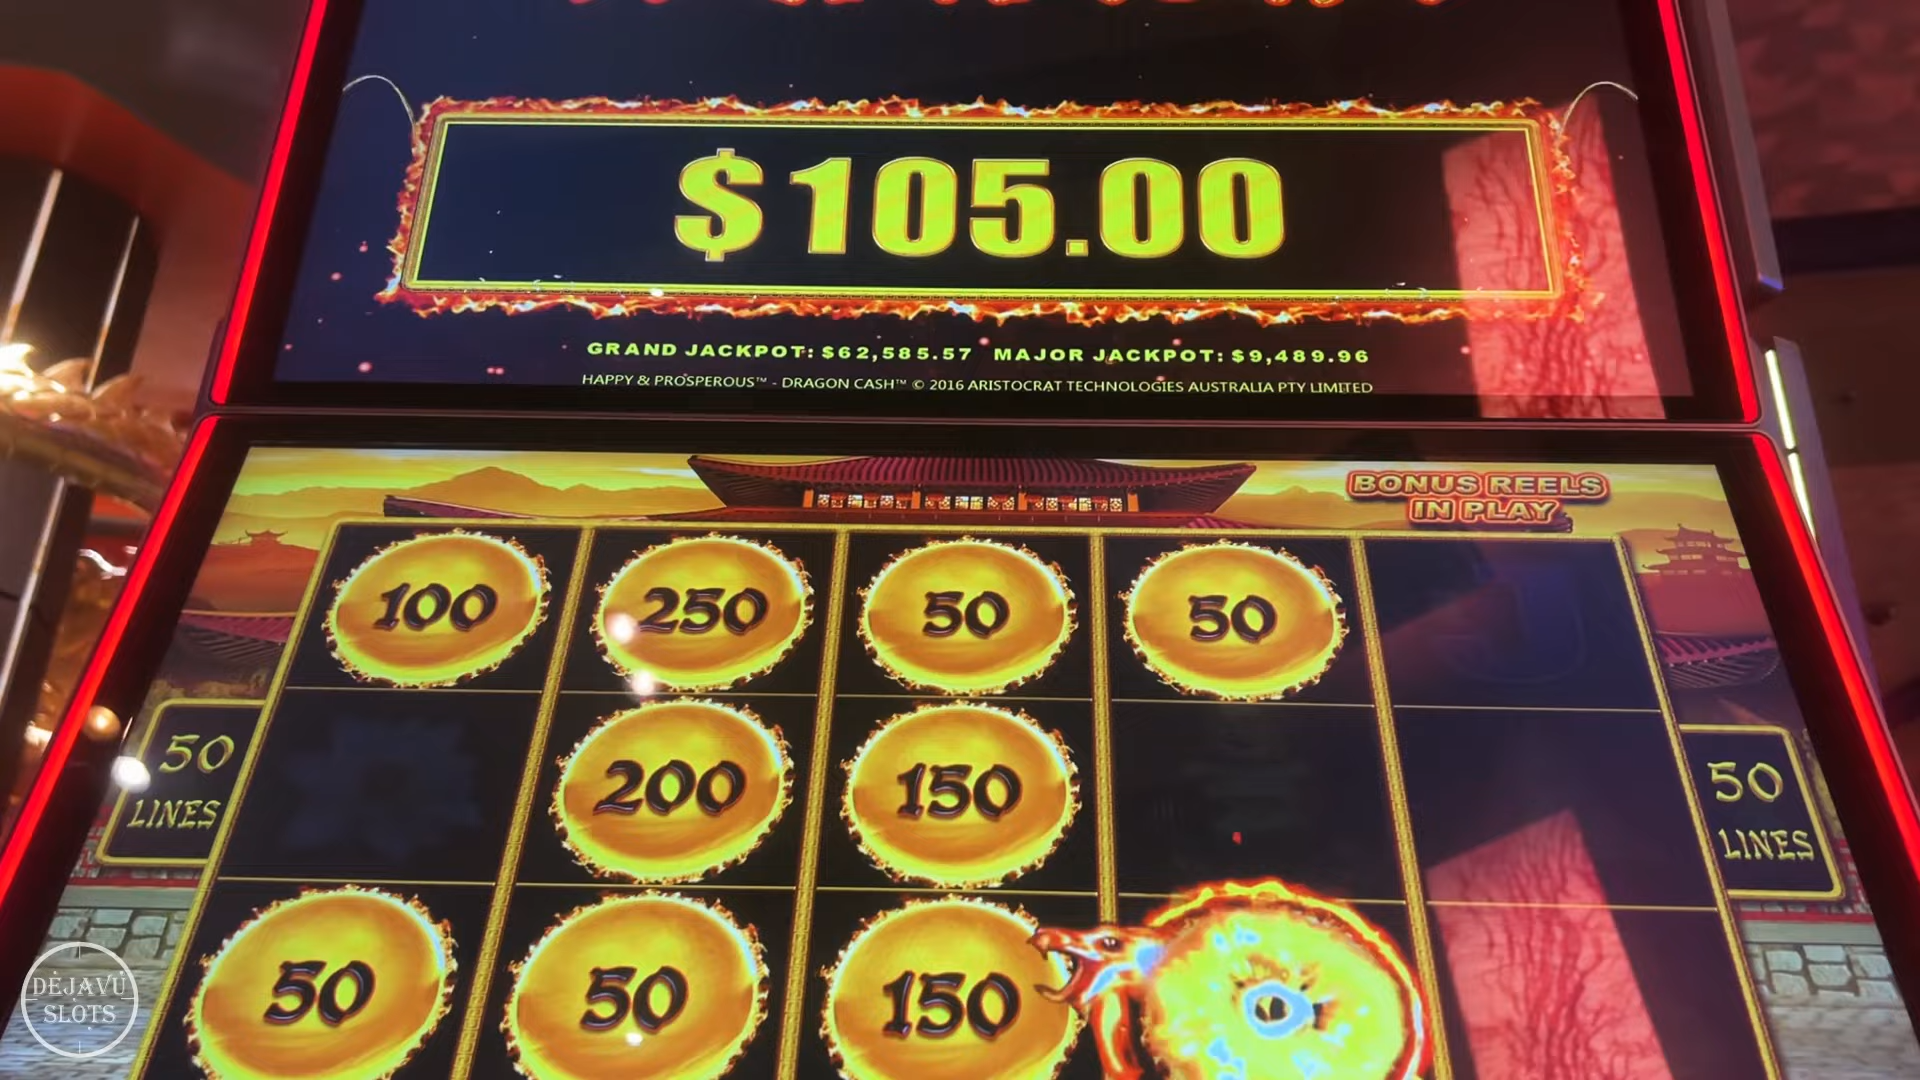 $105.00
GRAND JACKPOT: $62,585.57 MAJOR JACKPOT: $9,489.96
HAPPY & PROSPEROUS™ - DRAGON CASH™ © 2016 ARISTOCRAT TECHNOLOGIES AUSTRALIA PTY LIMITED
BONUS REELS
IN PLAY
100 250 50 50
50
LINES
200 150
50
LINES
50 50 150
DEJAVU
SLOTS